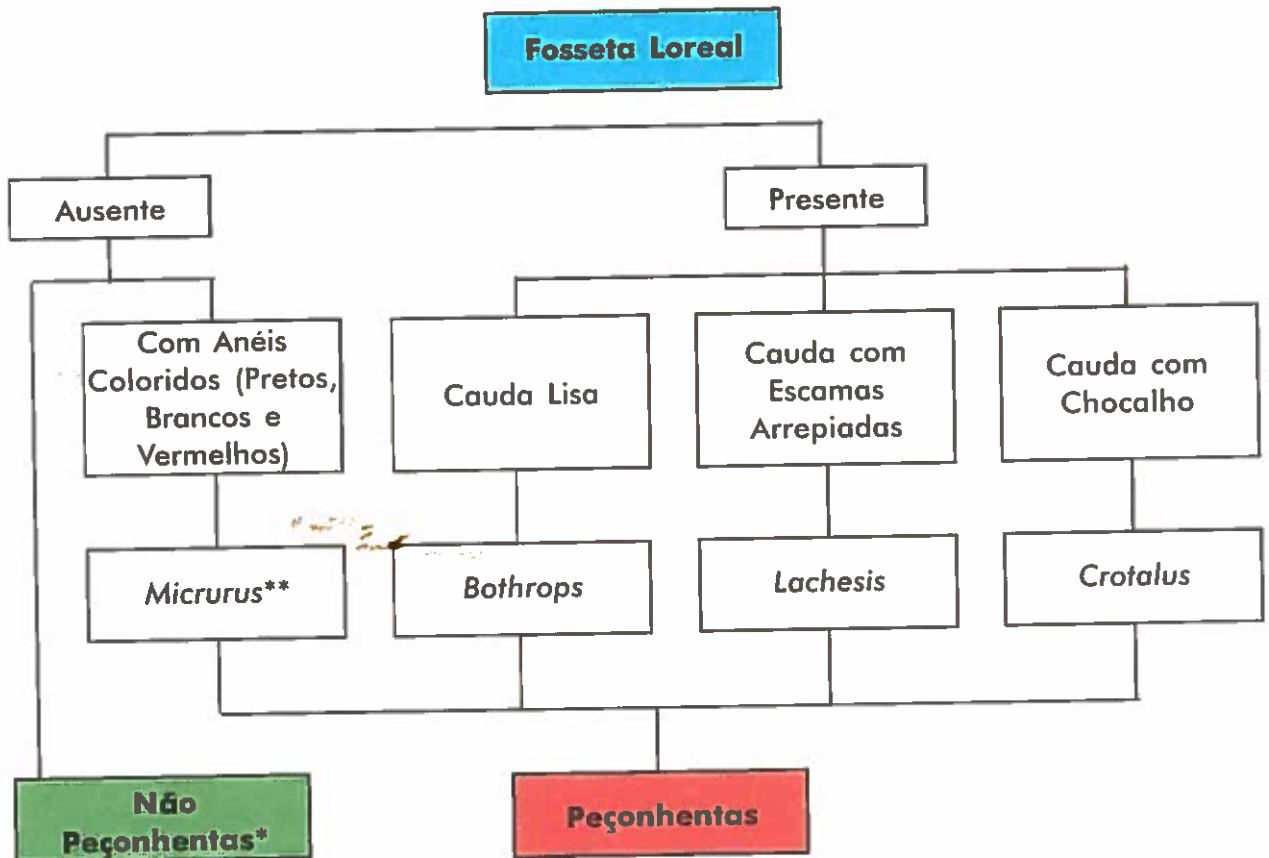 Fosseta Loreal
Ausente
Presente
Com Anéis
Coloridos (Pretos,
Brancos e
Vermelhos)
Cauda Lisa
Cauda com
Escamas
Arrepiadas
Cauda com
Chocalho
Micrurus**
Bothrops
Lachesis
Crotalus
Não
Peçonhentas*
Peçonhentas